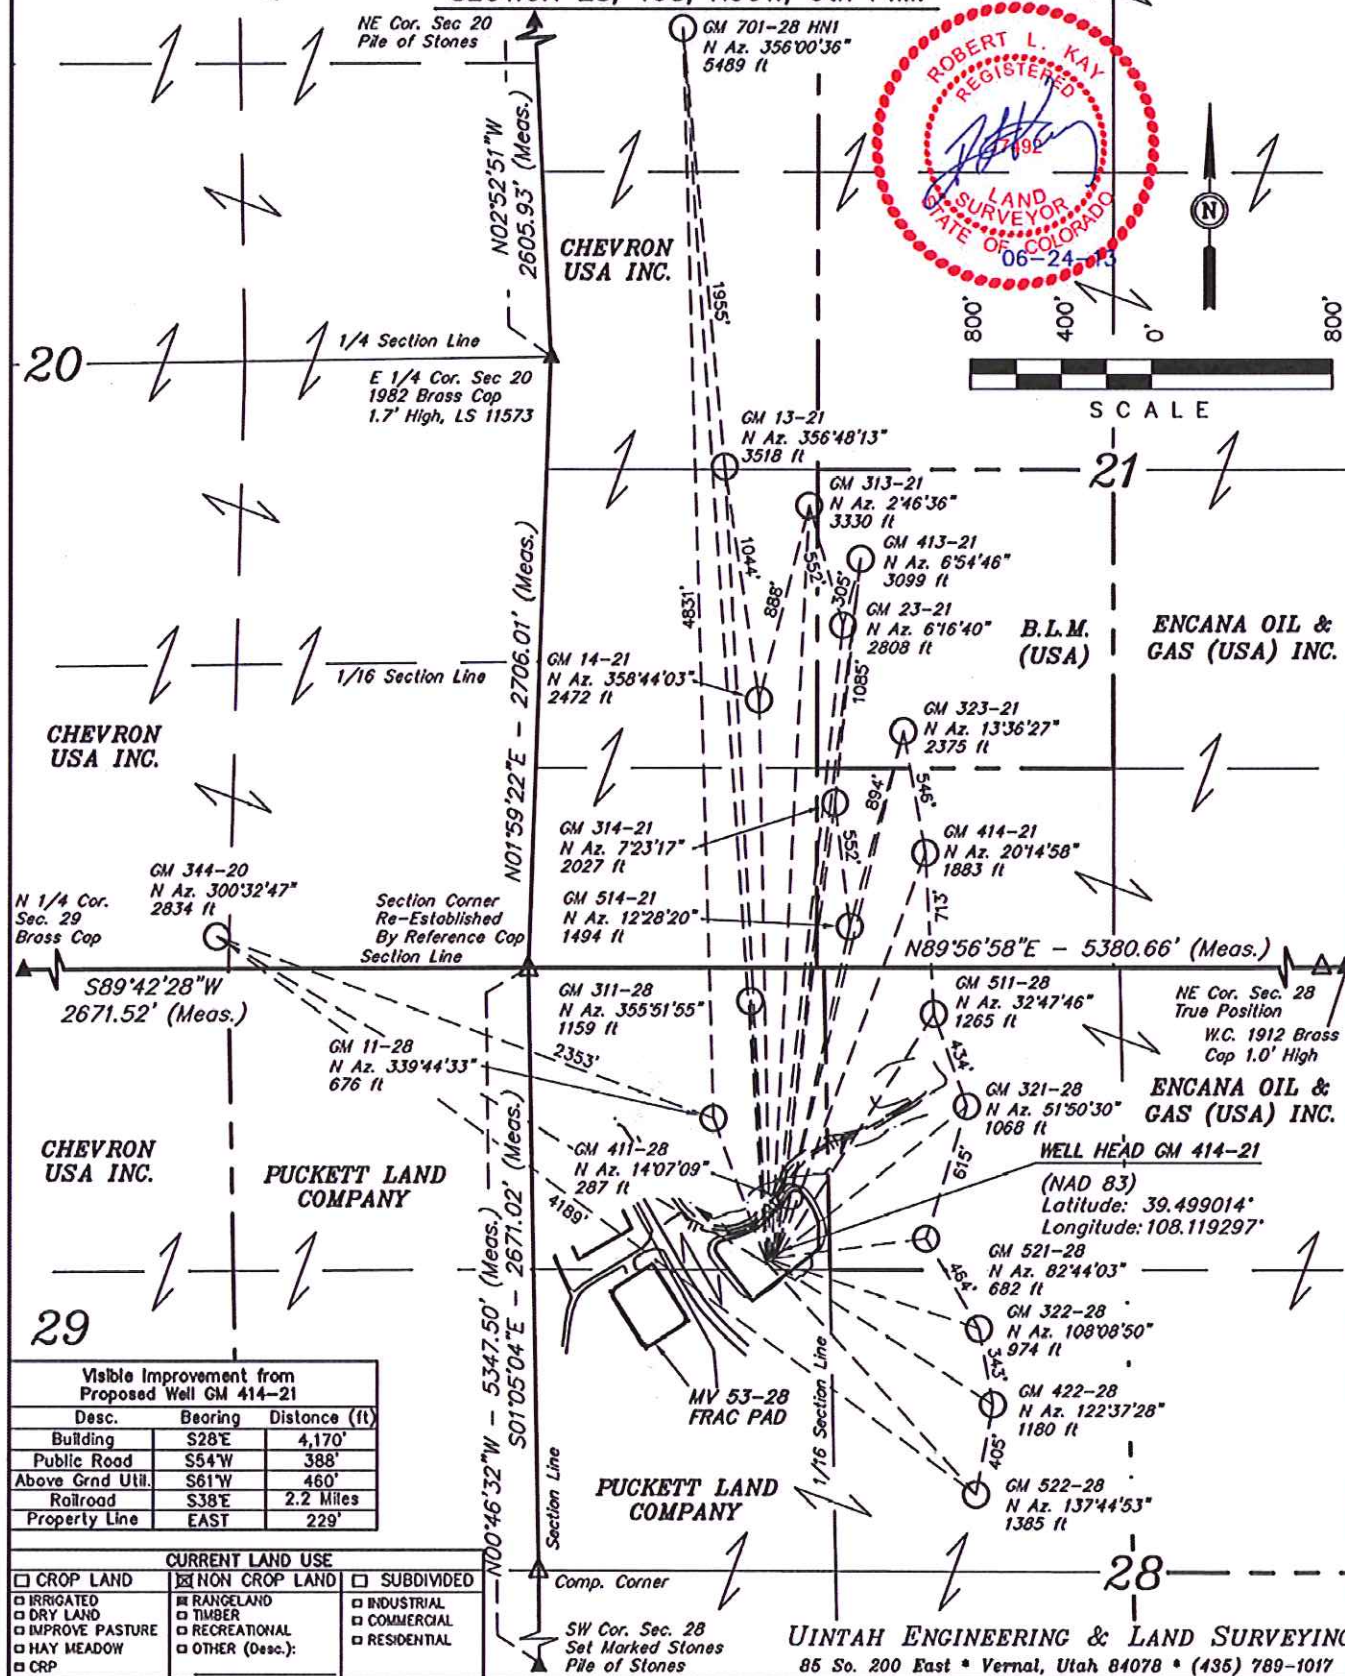 NE Cor. Sec 20
Pile of Stones
GM 701-28 HN1
N Az. 356°00'36"
5489 ft
ROBERT L. KAY
REGISTERED
LAND
SURVEYOR
STATE OF COLORADO
06-24-13
N
N02°52'51"W
2605.93' (Meas.)
CHEVRON
USA INC.
1955'
800'
400'
0'
800'
SCALE
20
1/4 Section Line
E 1/4 Cor. Sec 20
1982 Brass Cap
1.7' High, LS 11573
GM 13-21
N Az. 356°48'13"
3518 ft
21
GM 313-21
N Az. 2°46'36"
3330 ft
GM 413-21
N Az. 6°54'46"
3099 ft
1044'
888'
552'
305'
4831'
GM 23-21
N Az. 6°16'40"
2808 ft
1085'
B.L.M.
(USA)
ENCANA OIL &
GAS (USA) INC.
N01°59'22"E - 2706.01' (Meas.)
1/16 Section Line
GM 14-21
N Az. 358°44'03"
2472 ft
GM 323-21
N Az. 13°36'27"
2375 ft
CHEVRON
USA INC.
894'
546'
GM 314-21
N Az. 7°23'17"
2027 ft
552'
GM 414-21
N Az. 20°14'58"
1883 ft
713'
GM 344-20
N Az. 300°32'47"
2834 ft
N 1/4 Cor.
Sec. 29
Brass Cap
Section Corner
Re-Established
By Reference Cap
Section Line
GM 514-21
N Az. 12°28'20"
1494 ft
N89°56'58"E - 5380.66' (Meas.)
S89°42'28"W
2671.52' (Meas.)
GM 311-28
N Az. 355°51'55"
1159 ft
GM 511-28
N Az. 32°47'46"
1265 ft
NE Cor. Sec. 28
True Position
W.C. 1912 Brass
Cap 1.0' High
GM 11-28
N Az. 339°44'33"
676 ft
2353'
434'
GM 321-28
N Az. 51°50'30"
1068 ft
ENCANA OIL &
GAS (USA) INC.
CHEVRON
USA INC.
PUCKETT LAND
COMPANY
GM 411-28
N Az. 14°07'09"
287 ft
4189'
615'
WELL HEAD GM 414-21
(NAD 83)
Latitude: 39.499014°
Longitude: 108.119297°
GM 521-28
N Az. 82°44'03"
682 ft
464'
29
GM 322-28
N Az. 108°08'50"
974 ft
343'
MV 53-28
FRAC PAD
GM 422-28
N Az. 122°37'28"
1180 ft
405'
GM 522-28
N Az. 137°44'53"
1385 ft
N00°46'32"W - 5347.50' (Meas.)
S01°05'04"E - 2671.02' (Meas.)
Section Line
1/16 Section Line
PUCKETT LAND
COMPANY
Visible Improvement from
Proposed Well GM 414-21
Desc. Bearing Distance (ft)
Building S28°E 4,170'
Public Road S54°W 388'
Above Grnd Util. S61°W 460'
Railroad S38°E 2.2 Miles
Property Line EAST 229'
CURRENT LAND USE
CROP LAND NON CROP LAND SUBDIVIDED
IRRIGATED RANGELAND INDUSTRIAL
DRY LAND TIMBER COMMERCIAL
IMPROVE PASTURE RECREATIONAL RESIDENTIAL
HAY MEADOW OTHER (Desc.):
CRP
Comp. Corner
28
SW Cor. Sec. 28
Set Marked Stones
Pile of Stones
UINTAH ENGINEERING & LAND SURVEYING
85 So. 200 East * Vernal, Utah 84078 * (435) 789-1017